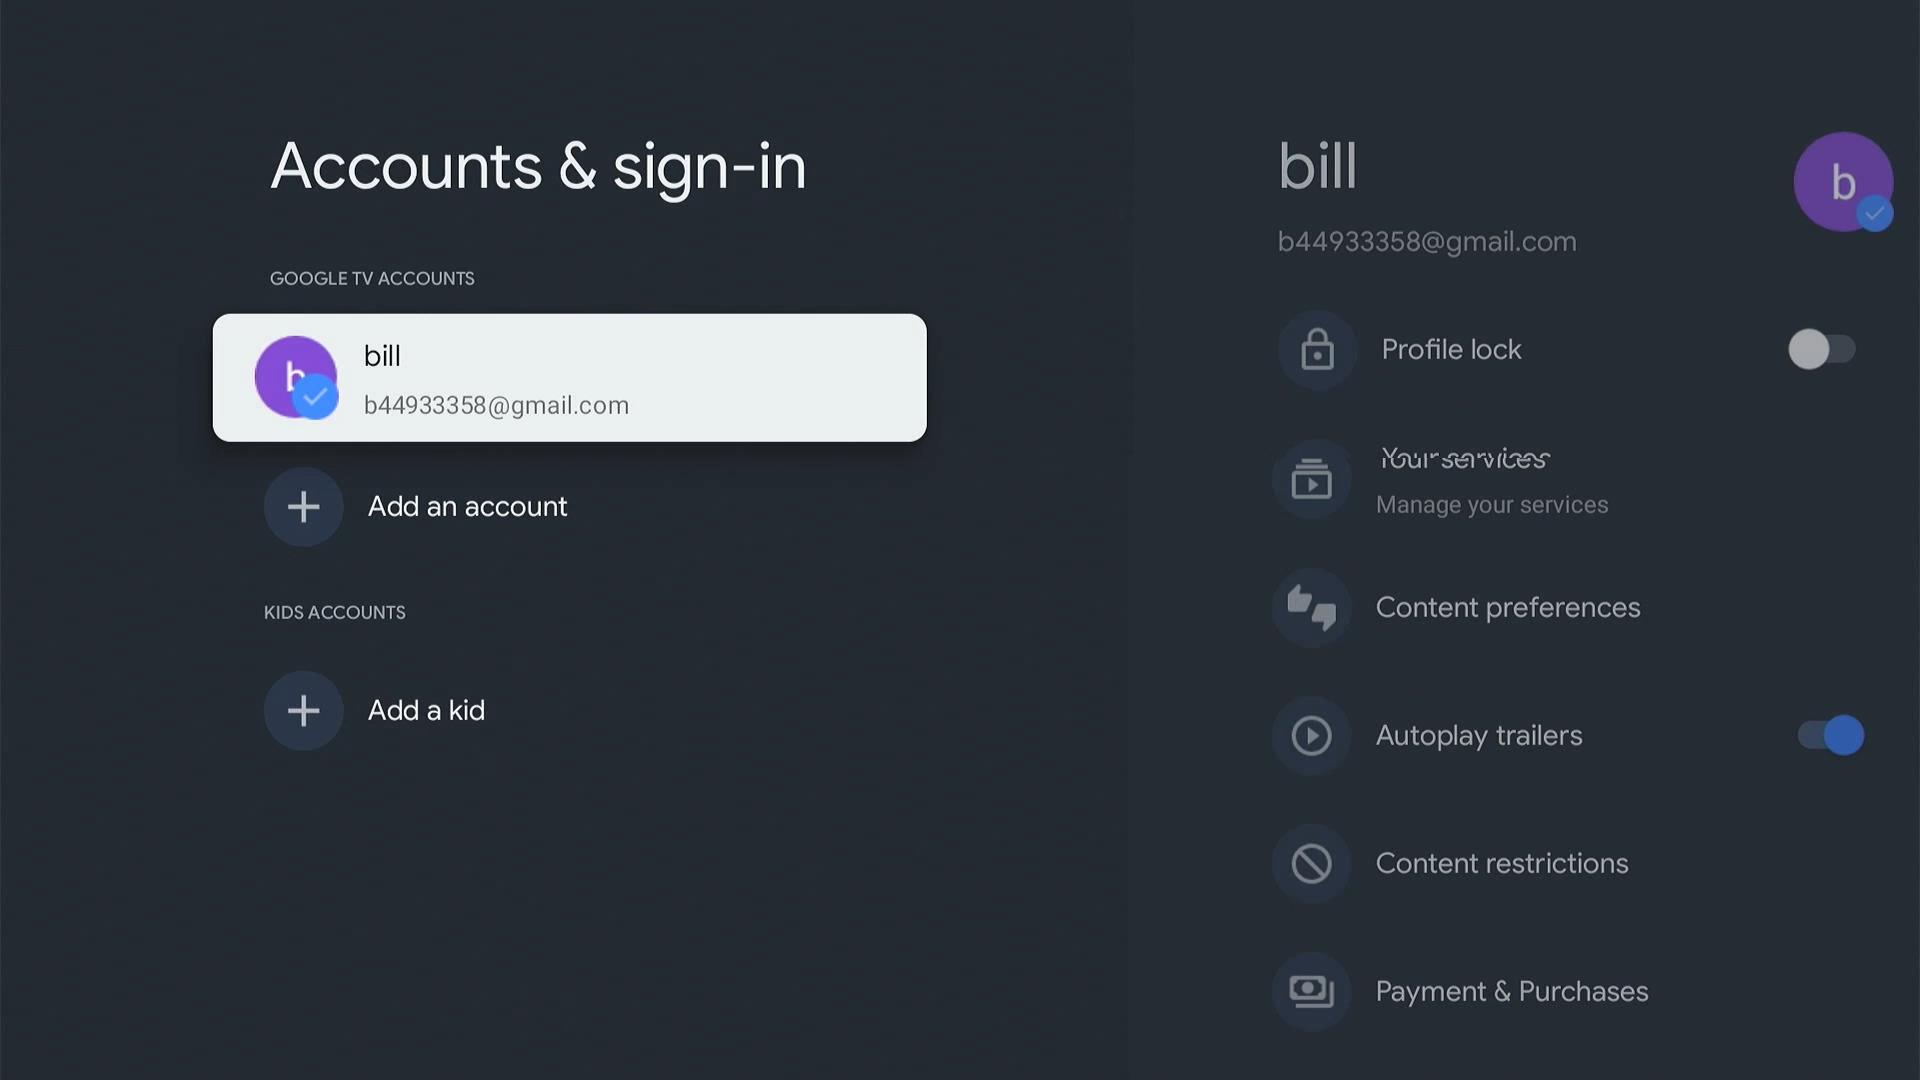 Accounts & sign-in
GOOGLE TV ACCOUNTS
b
bill
b44933358@gmail.com
Add an account
KIDS ACCOUNTS
Add a kid
bill
b
b44933358@gmail.com
Profile lock
Your services
Manage your services
Content preferences
Autoplay trailers
Content restrictions
Payment & Purchases